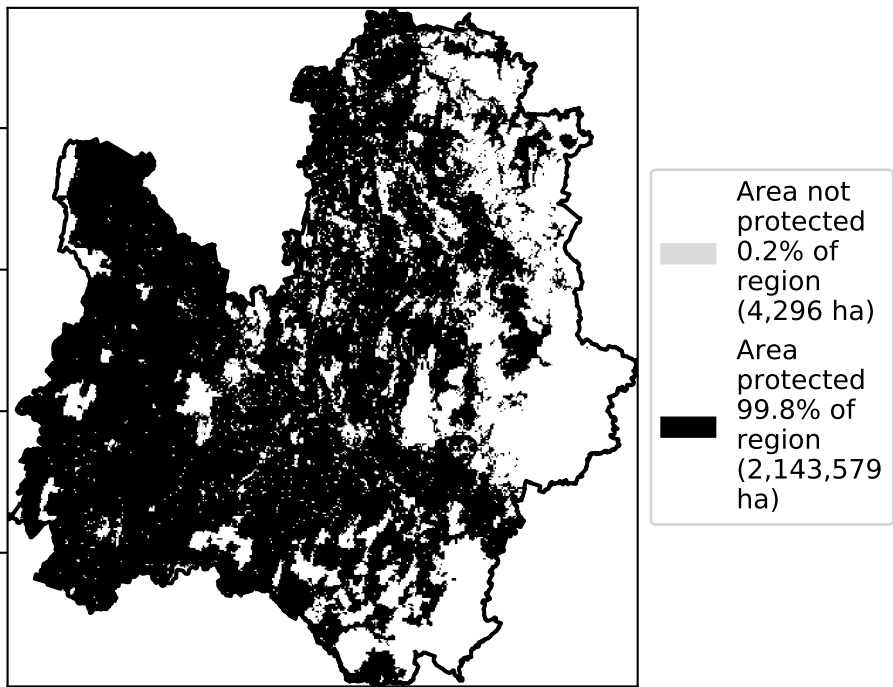 Area not
protected
0.2% of
region
(4,296 ha)
Area
protected
99.8% of
region
(2,143,579
ha)